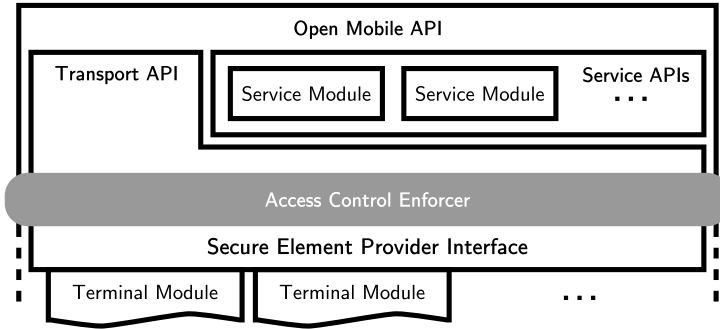 Open Mobile API
Transport API
Service APIs
Service Module
Service Module
...
Access Control Enforcer
Secure Element Provider Interface
Terminal Module
Terminal Module
...